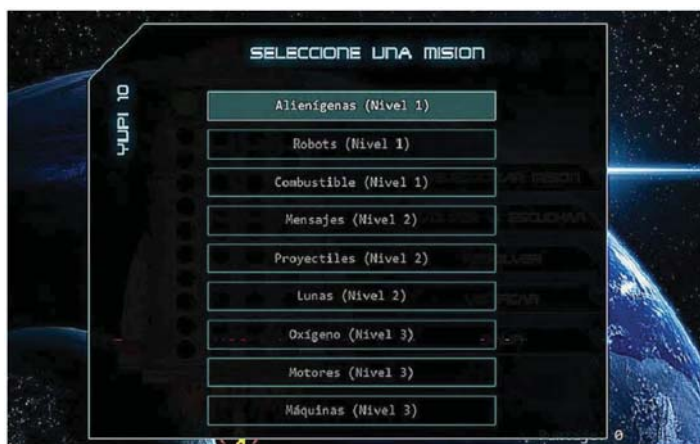 SELECCIONE UNA MISION
YUPI 10
Alienígenas (Nivel 1)
Robots (Nivel 1)
Combustible (Nivel 1)
Mensajes (Nivel 2)
Proyectiles (Nivel 2)
Lunas (Nivel 2)
Oxígeno (Nivel 3)
Motores (Nivel 3)
Máquinas (Nivel 3)
0